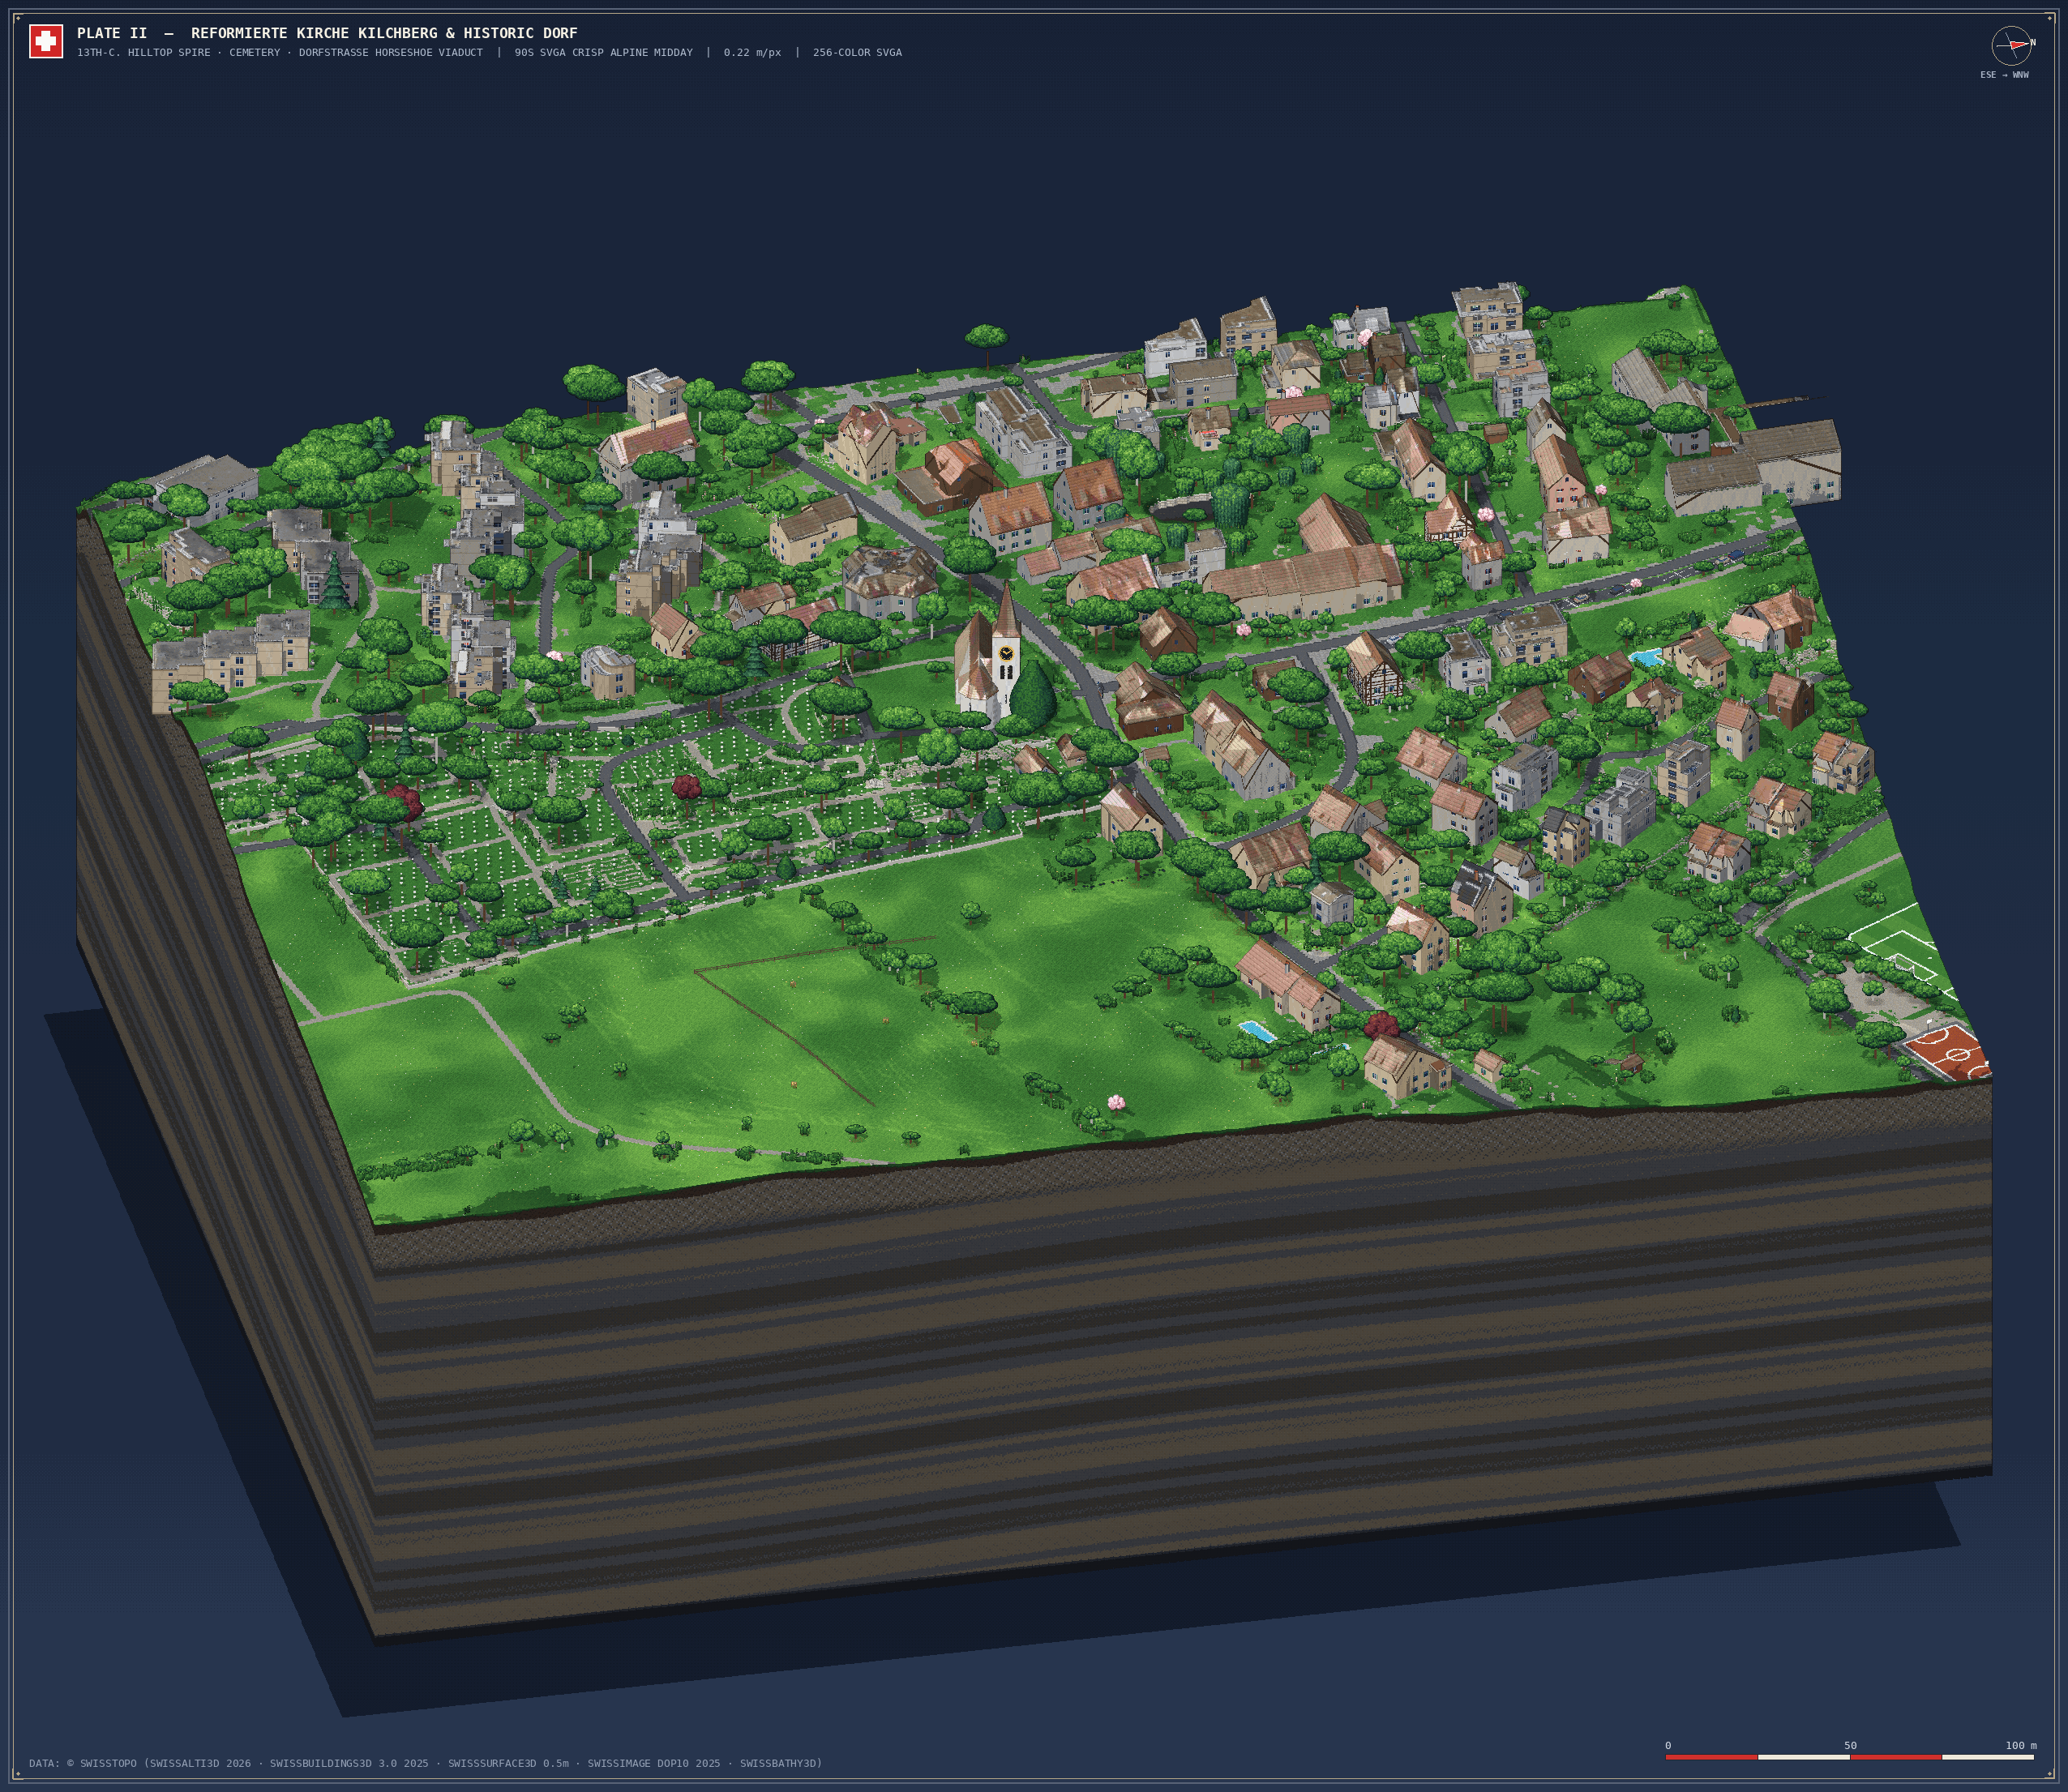 PLATE II — REFORMIERTE KIRCHE KILCHBERG & HISTORIC DORF
13TH-C. HILLTOP SPIRE · CEMETERY · DORFSTRASSE HORSESHOE VIADUCT | 90S SVGA CRISP ALPINE MIDDAY | 0.22 m/px | 256-COLOR SVGA
N
ESE → WNW
0 50 100 m
DATA: © SWISSTOPO (SWISSALTI3D 2026 · SWISSBUILDINGS3D 3.0 2025 · SWISSSURFACE3D 0.5m · SWISSIMAGE DOP10 2025 · SWISSBATHY3D)